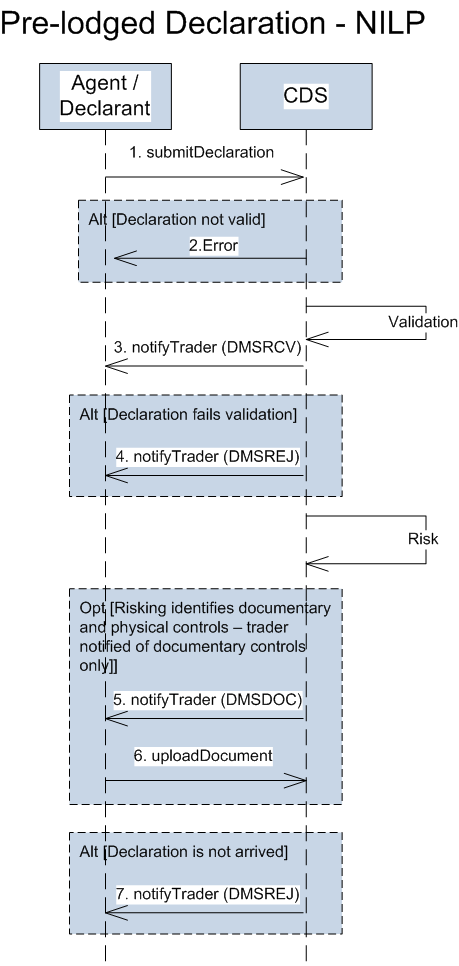 Pre-lodged Declaration - NILP
Agent /
Declarant
CDS
1. submitDeclaration
Alt [Declaration not valid]
2.Error
Validation
3. notifyTrader (DMSRCV)
Alt [Declaration fails validation]
4. notifyTrader (DMSREJ)
Risk
Opt [Risking identifies documentary
and physical controls – trader
notified of documentary controls
only]]
5. notifyTrader (DMSDOC)
6. uploadDocument
Alt [Declaration is not arrived]
7. notifyTrader (DMSREJ)